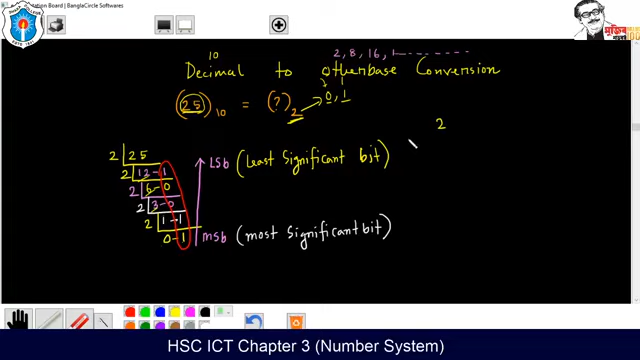 ation Board | BanglaCircle Softwares
10
2, 8, 16, 1
Decimal to otherbase Conversion
(25)10 = (?)2 → 0, 1
2
2 | 25
2 | 12 - 1 LSb (Least significant bit)
2 | 6 - 0
2 | 3 - 0
2 | 1 - 1
0 - 1 MSb (most significant bit)
HSC ICT Chapter 3 (Number System)